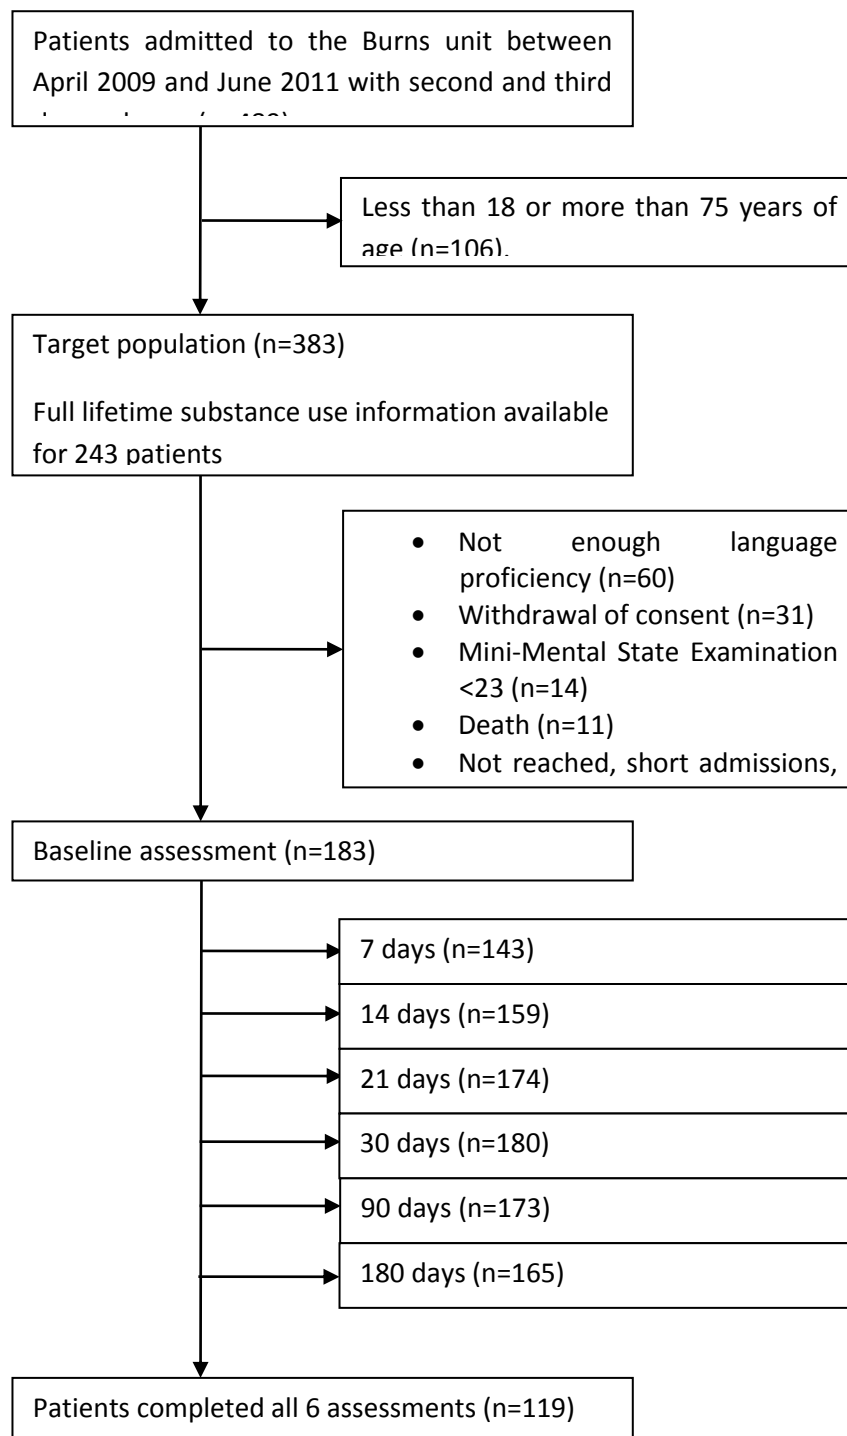 Patients admitted to the Burns unit between
April 2009 and June 2011 with second and third
Less than 18 or more than 75 years of
age (n=106).
Target population (n=383)
Full lifetime substance use information available
for 243 patients
• Not enough language
proficiency (n=60)
• Withdrawal of consent (n=31)
• Mini-Mental State Examination
<23 (n=14)
• Death (n=11)
• Not reached, short admissions,
Baseline assessment (n=183)
7 days (n=143)
14 days (n=159)
21 days (n=174)
30 days (n=180)
90 days (n=173)
180 days (n=165)
Patients completed all 6 assessments (n=119)